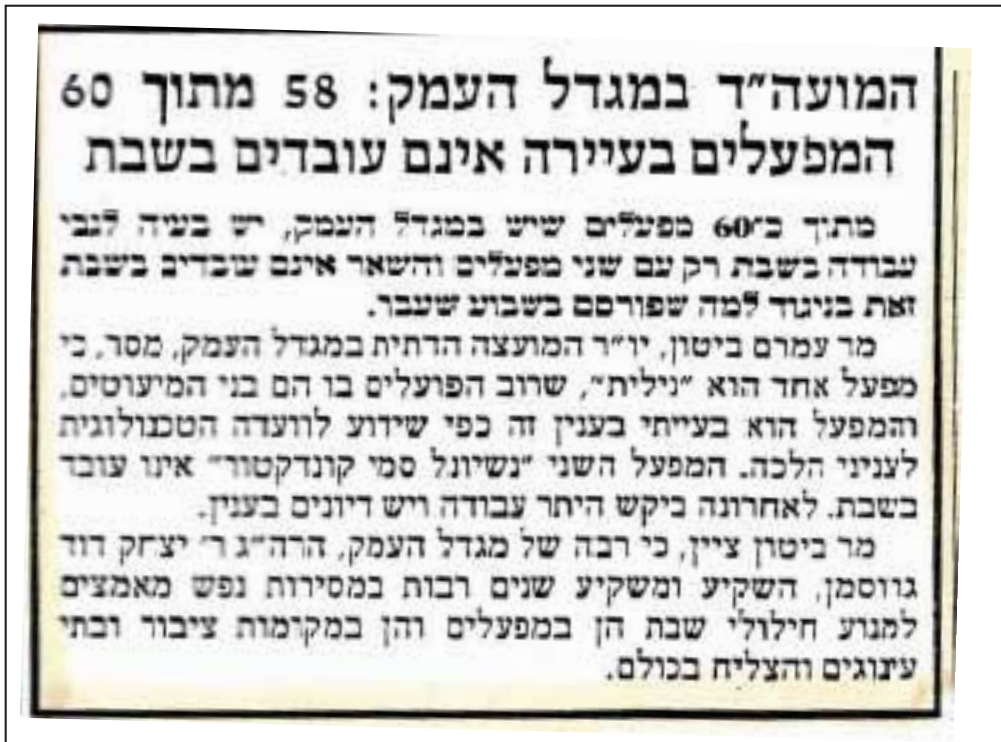 המועה״ד במגדל העמק: 58 מתוך 60
המפעלים בעיירה אינם עובדים בשבת
מתוך כ־60 מפעלים שיש במגדל העמק, יש בעיה לגבי
עבודה בשבת רק עם שני מפעלים והשאר אינם עובדים בשבת
זאת בניגוד למה שפורסם בשבוע שעבר.
מר עמרם ביטון, יו״ר המועצה הדתית במגדל העמק, מסר, כי
מפעל אחד הוא ״נילית״, שרוב הפועלים בו הם בני המיעוטים,
והמפעל הוא בעייתי בענין זה כפי שידוע לוועדה הטכנולוגית
לצניני הלכה. המפעל השני ״נשיונל סמי קונדקטור״ אינו עובד
בשבת. לאחרונה ביקש היתר עבודה ויש דיונים בענין.
מר ביטון ציין, כי רבה של מגדל העמק, הרה״ג ר׳ יצחק דוד
גרוסמן, השקיע ומשקיע שנים רבות במסירות נפש מאמצים
למנוע חילולי שבת הן במפעלים והן במקומות ציבור ובתי
עינוגים והצליח בכולם.